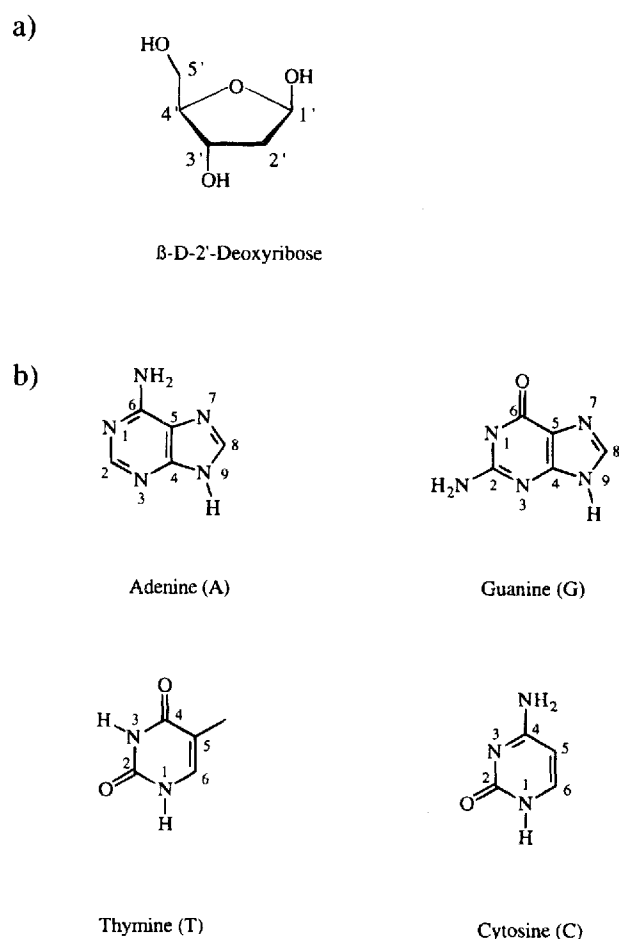 a)
HO
5'
O
OH
4'
1'
3'
2'
OH
ß-D-2'-Deoxyribose
b)
NH2
6
N
1
5
N
7
8
2
N
3
4
N
9
H
Adenine (A)
O
6
N
1
5
N
7
8
H2N
2
N
3
4
N
9
H
Guanine (G)
O
H
N
3
4
5
2
O
N
1
6
H
Thymine (T)
NH2
4
N
3
5
2
O
N
1
6
H
Cytosine (C)